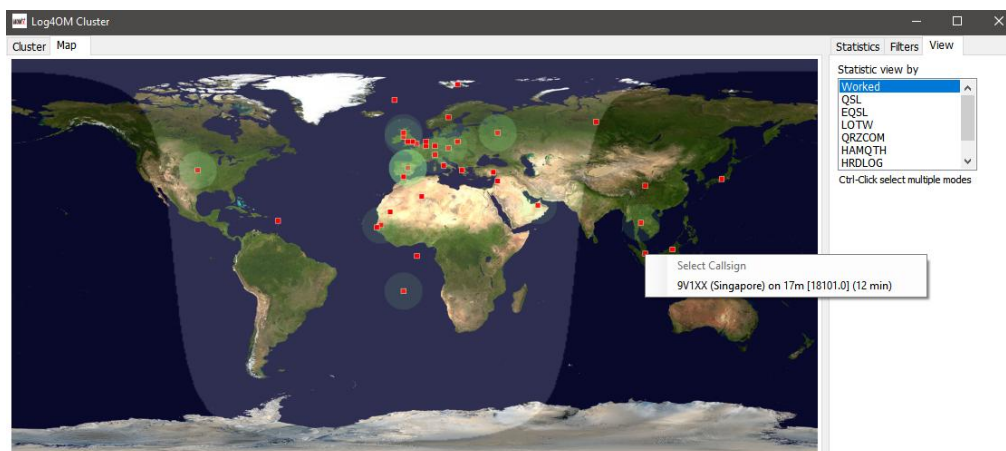 Log4OM Cluster
Cluster Map
Statistics Filters View
Statistic view by
Worked
QSL
EQSL
LOTW
QRZCOM
HAMQTH
HRDLOG
Ctrl-Click select multiple modes
Select Callsign
9V1XX (Singapore) on 17m [18101.0] (12 min)